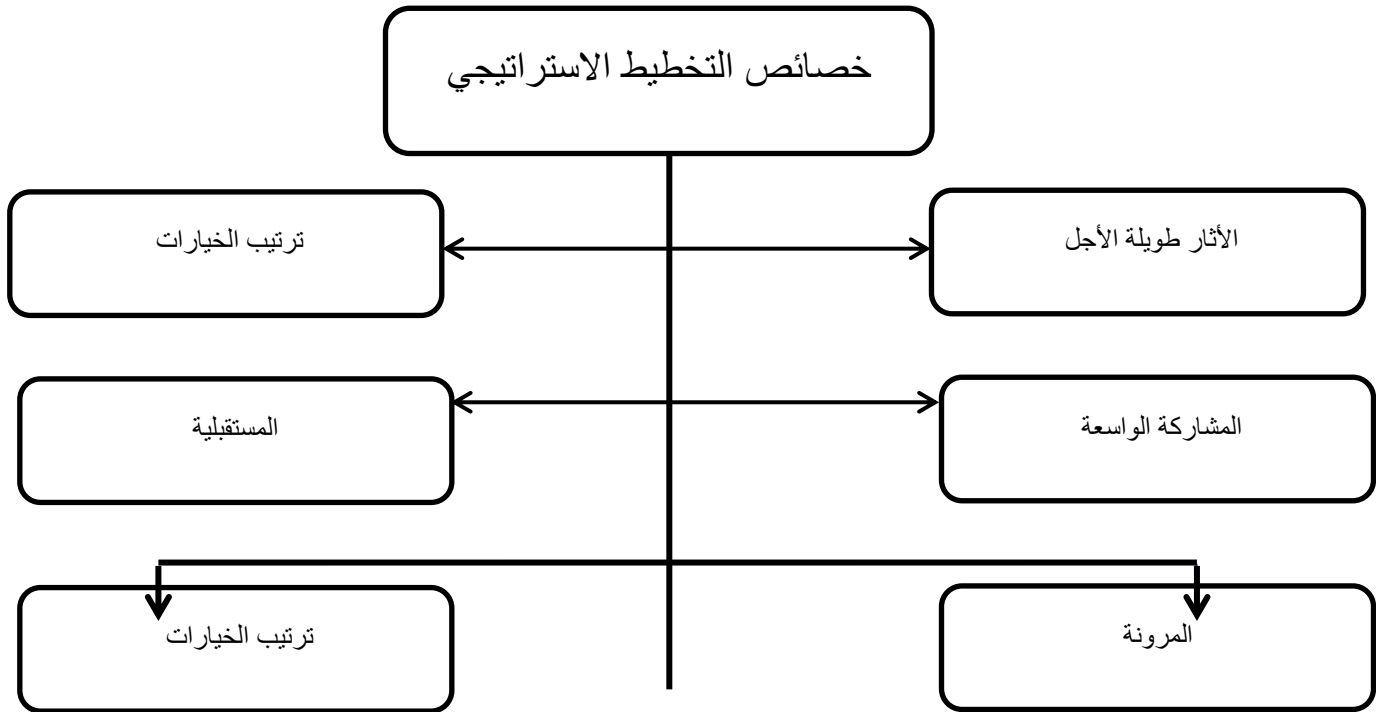 خصائص التخطيط الاستراتيجي
الأثار طويلة الأجل
ترتيب الخيارات
المشاركة الواسعة
المستقبلية
المرونة
ترتيب الخيارات